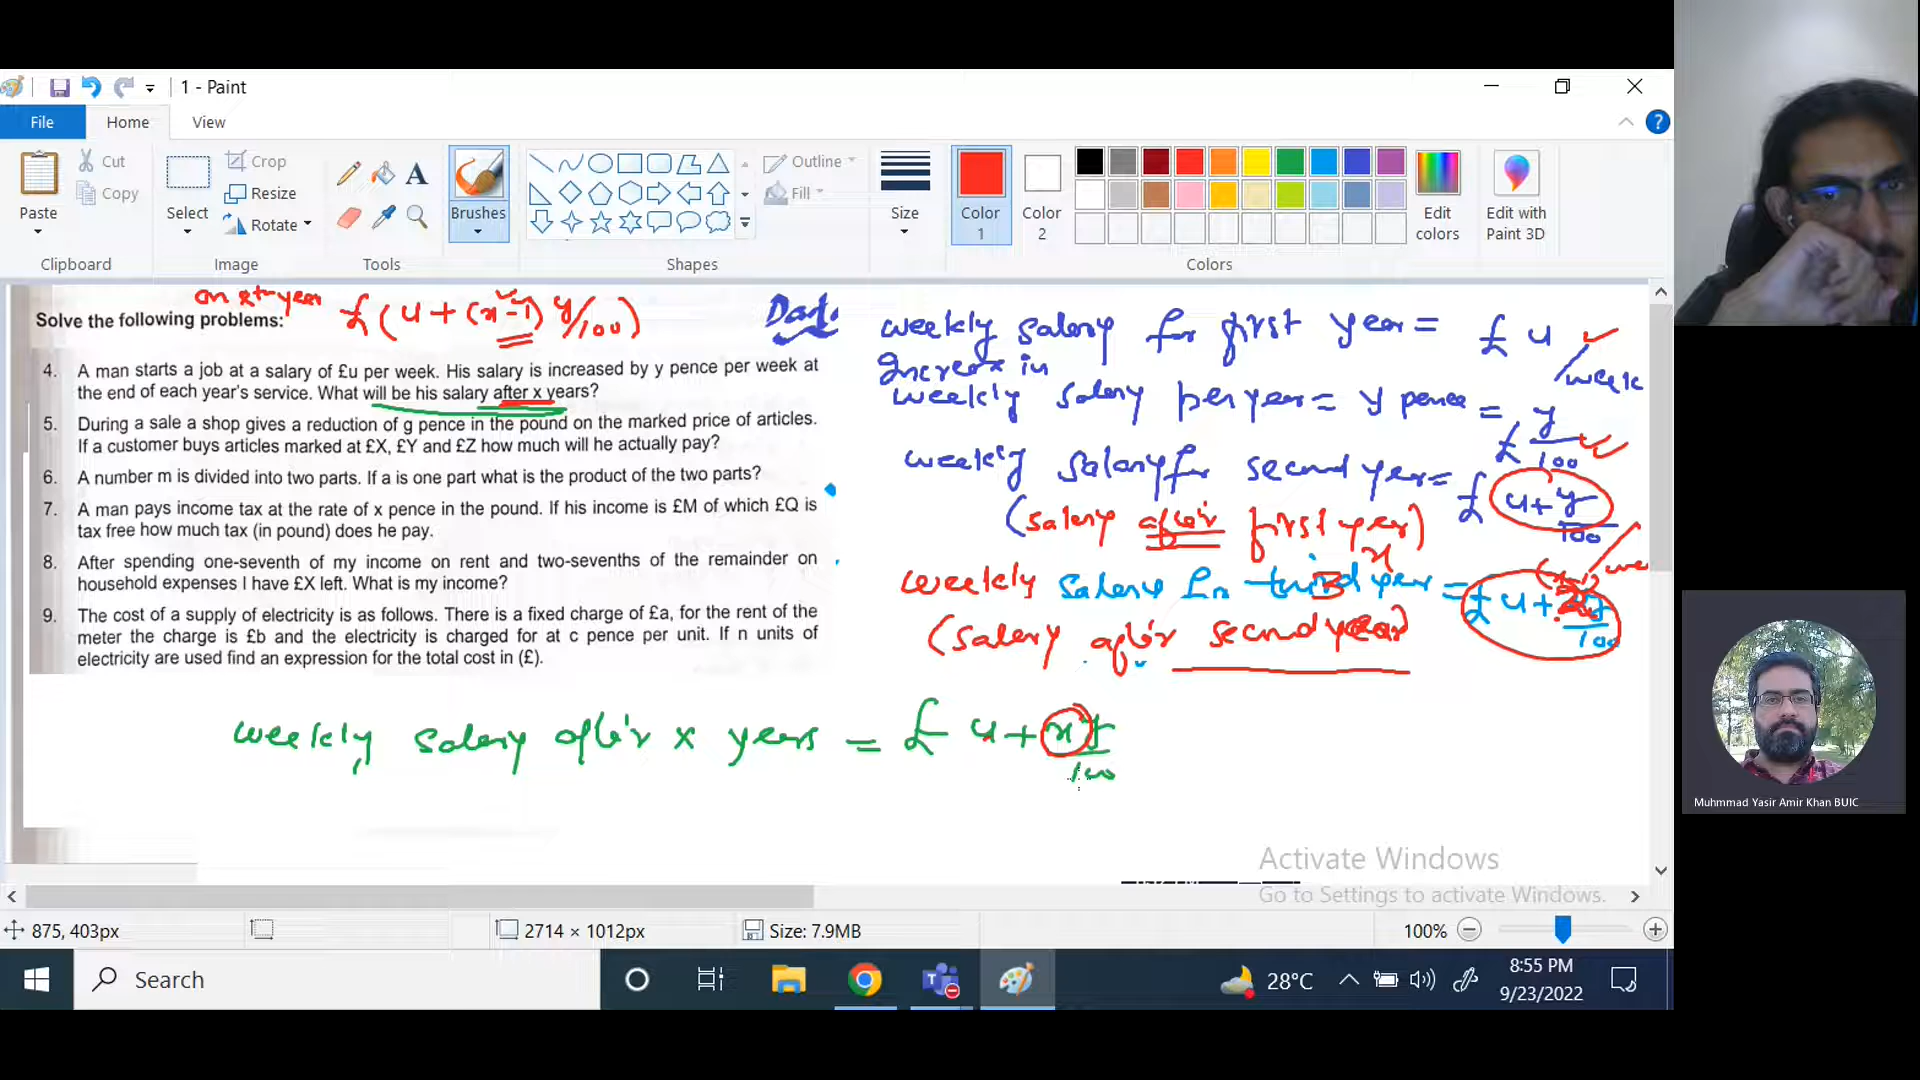 1 - Paint
File Home View
Paste Cut Copy Clipboard
Select Crop Resize Rotate Image
Tools
Brushes
Outline Fill Shapes
Size
Color 1 Color 2 Colors
Edit colors
Edit with Paint 3D
on xth year £(u + (x-1) y/100)
Solve the following problems:
4. A man starts a job at a salary of £u per week. His salary is increased by y pence per week at
the end of each year's service. What will be his salary after x years?
5. During a sale a shop gives a reduction of g pence in the pound on the marked price of articles.
If a customer buys articles marked at £X, £Y and £Z how much will he actually pay?
6. A number m is divided into two parts. If a is one part what is the product of the two parts?
7. A man pays income tax at the rate of x pence in the pound. If his income is £M of which £Q is
tax free how much tax (in pound) does he pay.
8. After spending one-seventh of my income on rent and two-sevenths of the remainder on
household expenses I have £X left. What is my income?
9. The cost of a supply of electricity is as follows. There is a fixed charge of £a, for the rent of the
meter the charge is £b and the electricity is charged for at c pence per unit. If n units of
electricity are used find an expression for the total cost in (£).
weekly salary for first year = £ u /week
Increase in
weekly salary per year = y pence = £ y/100
weekly salary for second year = £ u + y/100
(salary after first year)
weekly salary year = £ u +
(salary after second year)
weekly salary after x years = £ u + xy/100
Activate Windows
Go to Settings to activate Windows.
875, 403px
2714 × 1012px
Size: 7.9MB
100%
Search
28°C
8:55 PM
9/23/2022
Muhmmad Yasir Amir Khan BUIC